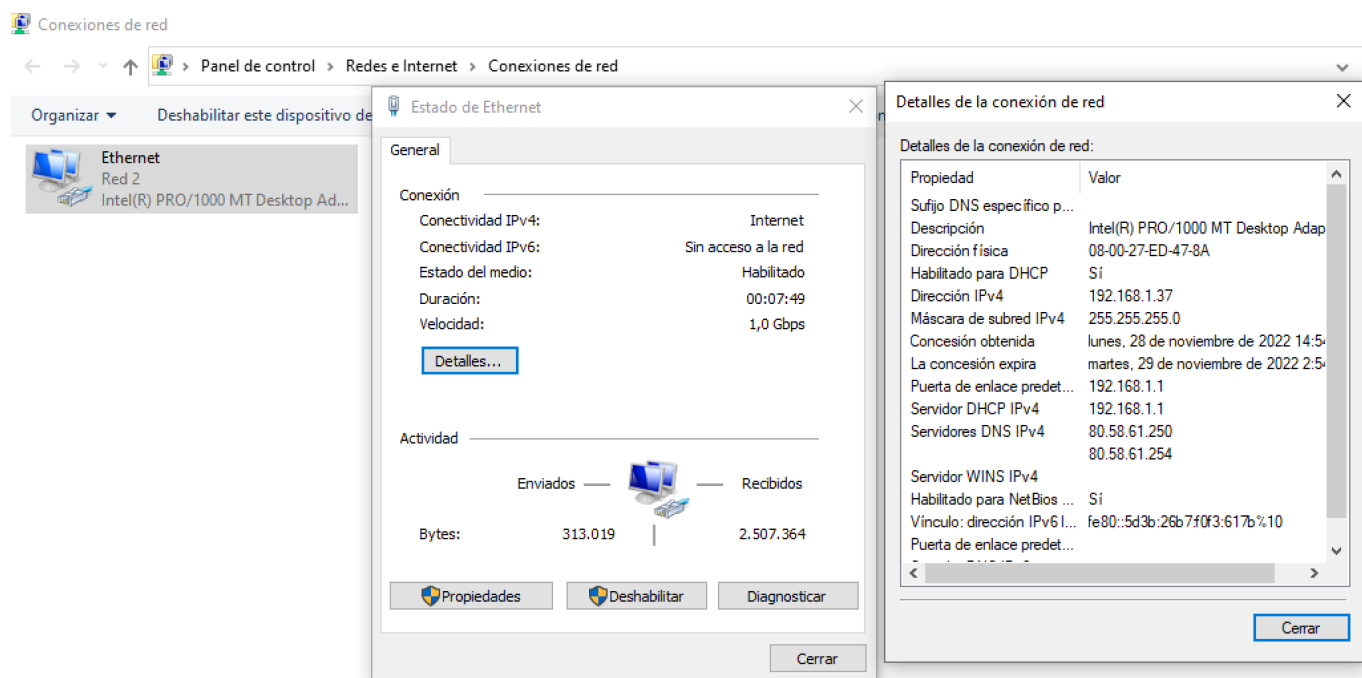 Conexiones de red
Panel de control > Redes e Internet > Conexiones de red
Organizar Deshabilitar este dispositivo de
Ethernet
Red 2
Intel(R) PRO/1000 MT Desktop Ad...
Estado de Ethernet
General
Conexión
Conectividad IPv4: Internet
Conectividad IPv6: Sin acceso a la red
Estado del medio: Habilitado
Duración: 00:07:49
Velocidad: 1,0 Gbps
Detalles...
Actividad
Enviados Recibidos
Bytes: 313.019 2.507.364
Propiedades Deshabilitar Diagnosticar
Cerrar
Detalles de la conexión de red
Detalles de la conexión de red:
Propiedad Valor
Sufijo DNS específico p...
Descripción Intel(R) PRO/1000 MT Desktop Adap
Dirección física 08-00-27-ED-47-8A
Habilitado para DHCP Sí
Dirección IPv4 192.168.1.37
Máscara de subred IPv4 255.255.255.0
Concesión obtenida lunes, 28 de noviembre de 2022 14:54
La concesión expira martes, 29 de noviembre de 2022 2:54
Puerta de enlace predet... 192.168.1.1
Servidor DHCP IPv4 192.168.1.1
Servidores DNS IPv4 80.58.61.250
80.58.61.254
Servidor WINS IPv4
Habilitado para NetBios ... Sí
Vínculo: dirección IPv6 l... fe80::5d3b:26b7:f0f3:617b%10
Puerta de enlace predet...
Cerrar